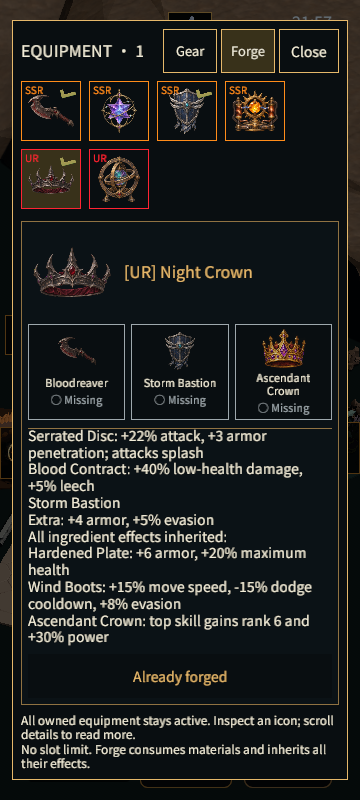 EQUIPMENT · 1
Gear
Forge
Close
SSR
SSR
SSR
SSR
UR
UR
[UR] Night Crown
Bloodreaver
Missing
Storm Bastion
Missing
Ascendant
Crown
Missing
Serrated Disc: +22% attack, +3 armor
penetration; attacks splash
Blood Contract: +40% low-health damage,
+5% leech
Storm Bastion
Extra: +4 armor, +5% evasion
All ingredient effects inherited:
Hardened Plate: +6 armor, +20% maximum
health
Wind Boots: +15% move speed, -15% dodge
cooldown, +8% evasion
Ascendant Crown: top skill gains rank 6 and
+30% power
Already forged
All owned equipment stays active. Inspect an icon; scroll
details to read more.
No slot limit. Forge consumes materials and inherits all
their effects.